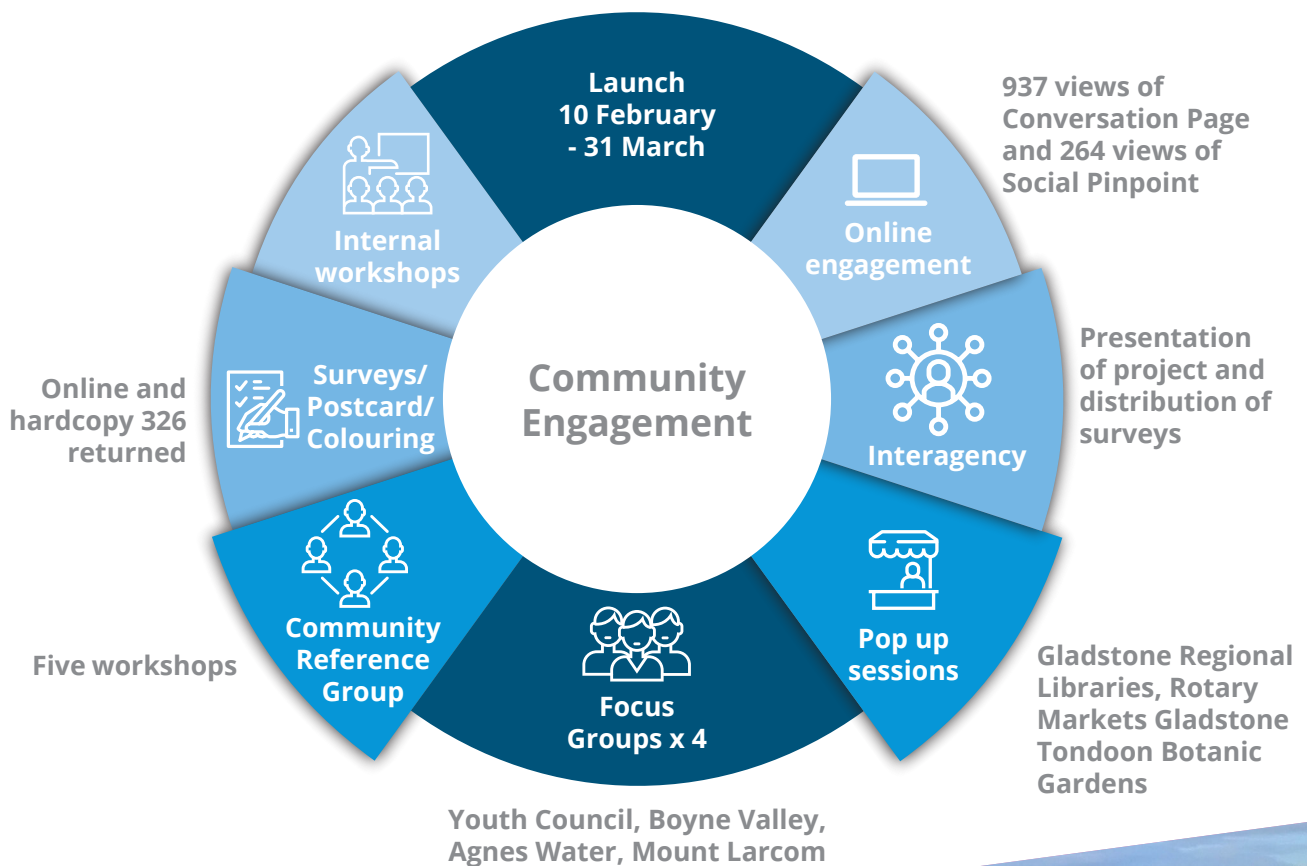 Launch
10 February
- 31 March
937 views of
Conversation Page
and 264 views of
Social Pinpoint
Online
engagement
Presentation
of project and
distribution of
surveys
Interagency
Pop up
sessions
Gladstone Regional
Libraries, Rotary
Markets Gladstone
Tondoon Botanic
Gardens
Focus
Groups x 4
Youth Council, Boyne Valley,
Agnes Water, Mount Larcom
Community
Reference
Group
Five workshops
Surveys/
Postcard/
Colouring
Online and
hardcopy 326
returned
Internal
workshops
Community
Engagement